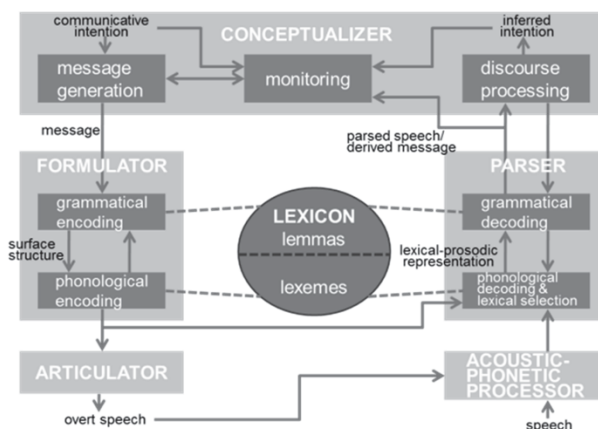 communicative
intention
CONCEPTUALIZER
inferred
intention
message
generation
monitoring
discourse
processing
message
parsed speech/
derived message
FORMULATOR
PARSER
grammatical
encoding
LEXICON
lemmas
grammatical
decoding
surface
structure
lexical-prosodic
representation
phonological
encoding
lexemes
phonological
decoding &
lexical selection
ARTICULATOR
ACOUSTIC-
PHONETIC
PROCESSOR
overt speech
speech